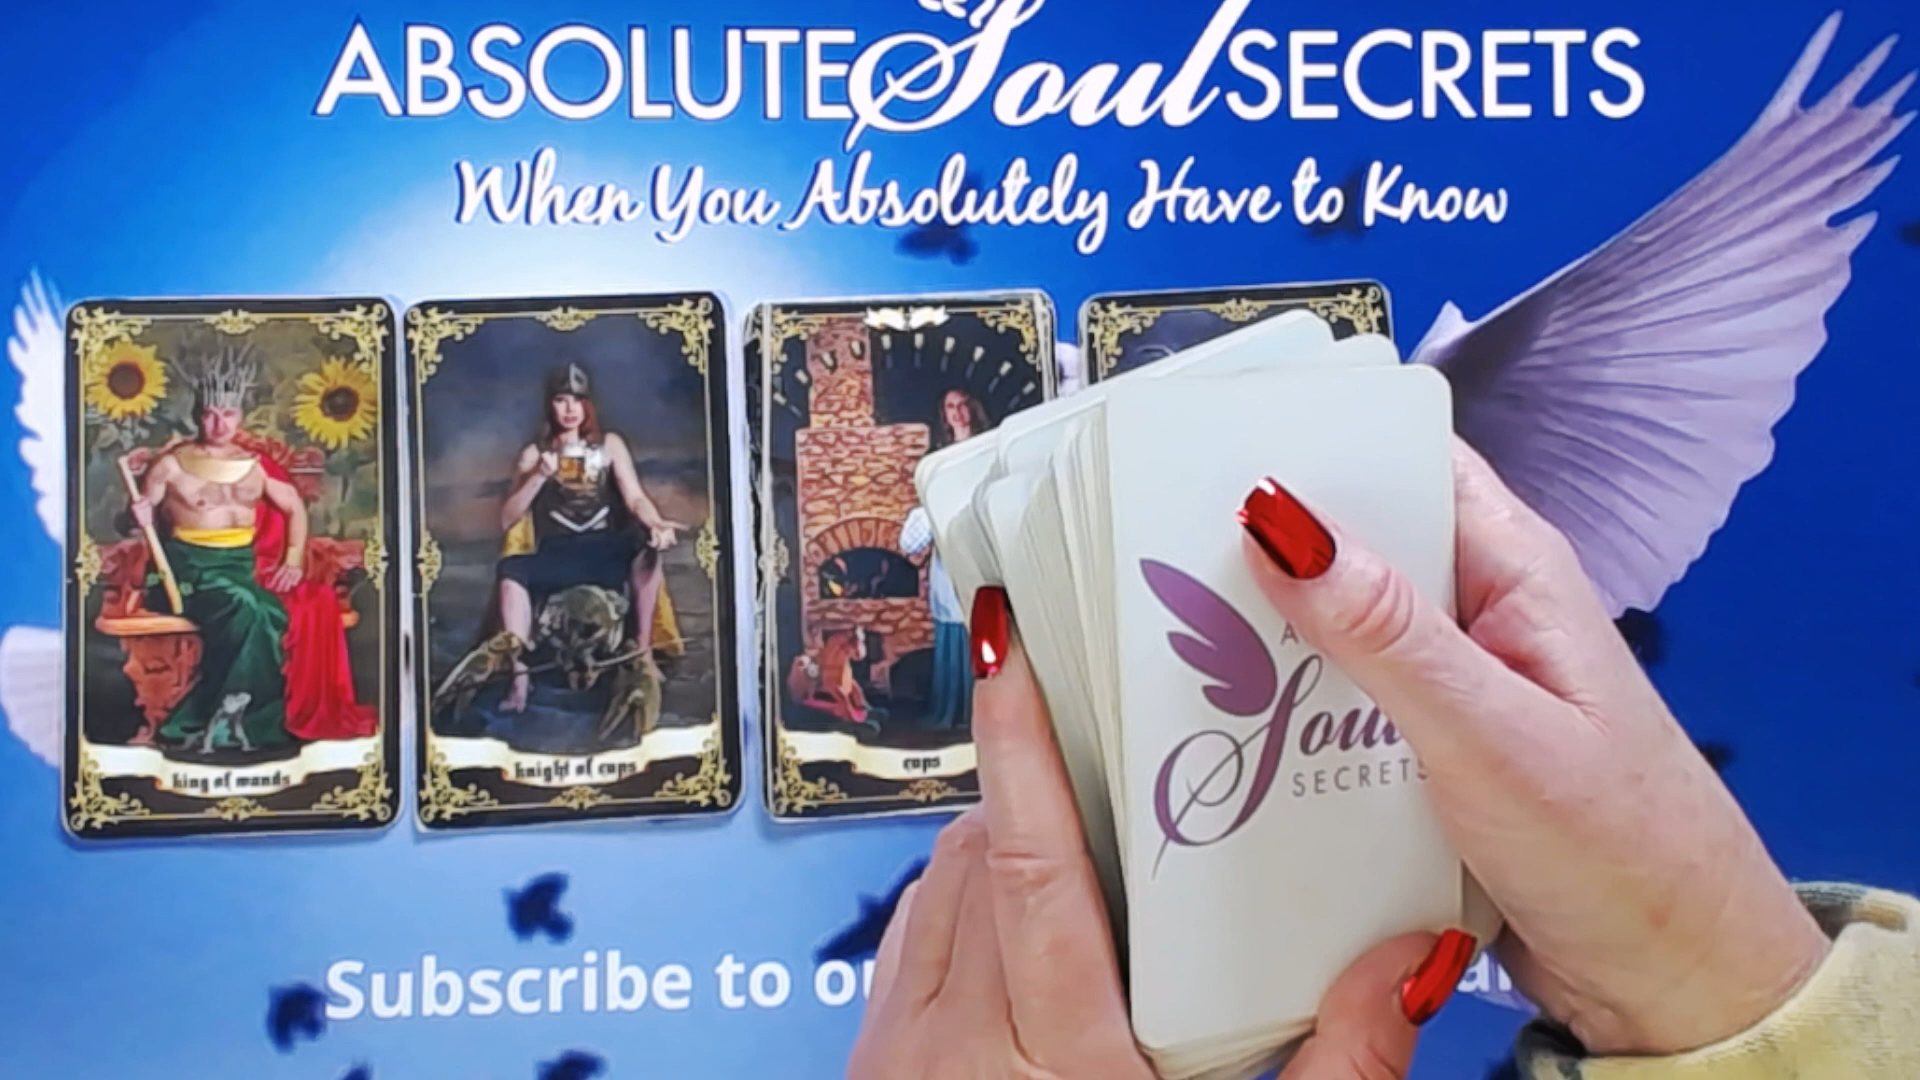 ABSOLUTE Soul SECRETS
When You Absolutely Have to Know
king of wands
knight of cups
cups
Soul
SECRETS
Subscribe to